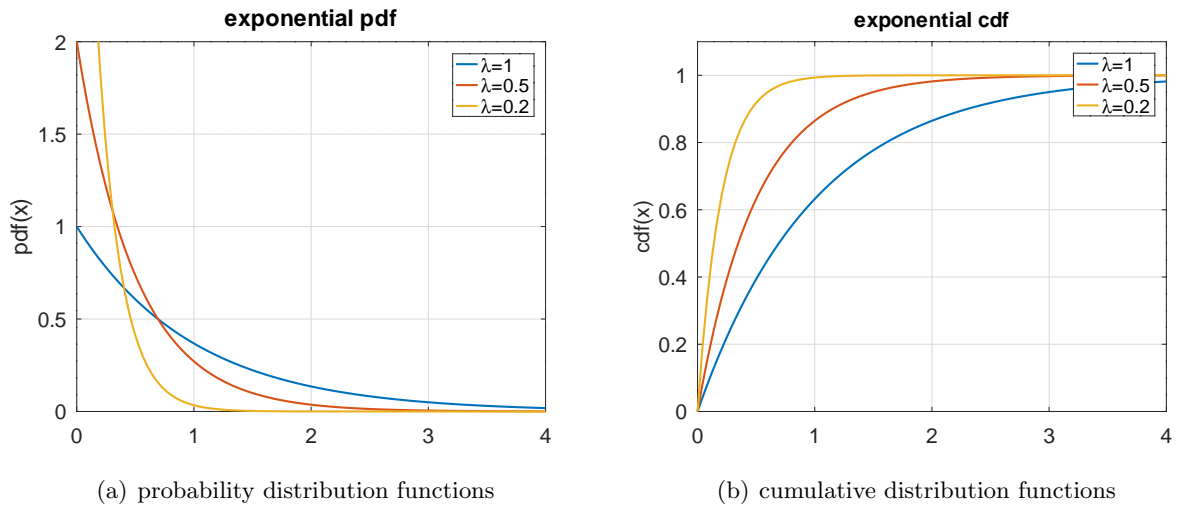 exponential pdf
2
1.5
1
0.5
0
pdf(x)
λ=1
λ=0.5
λ=0.2
0 1 2 3 4
(a) probability distribution functions
exponential cdf
1
0.8
0.6
0.4
0.2
0
cdf(x)
λ=1
λ=0.5
λ=0.2
0 1 2 3 4
(b) cumulative distribution functions